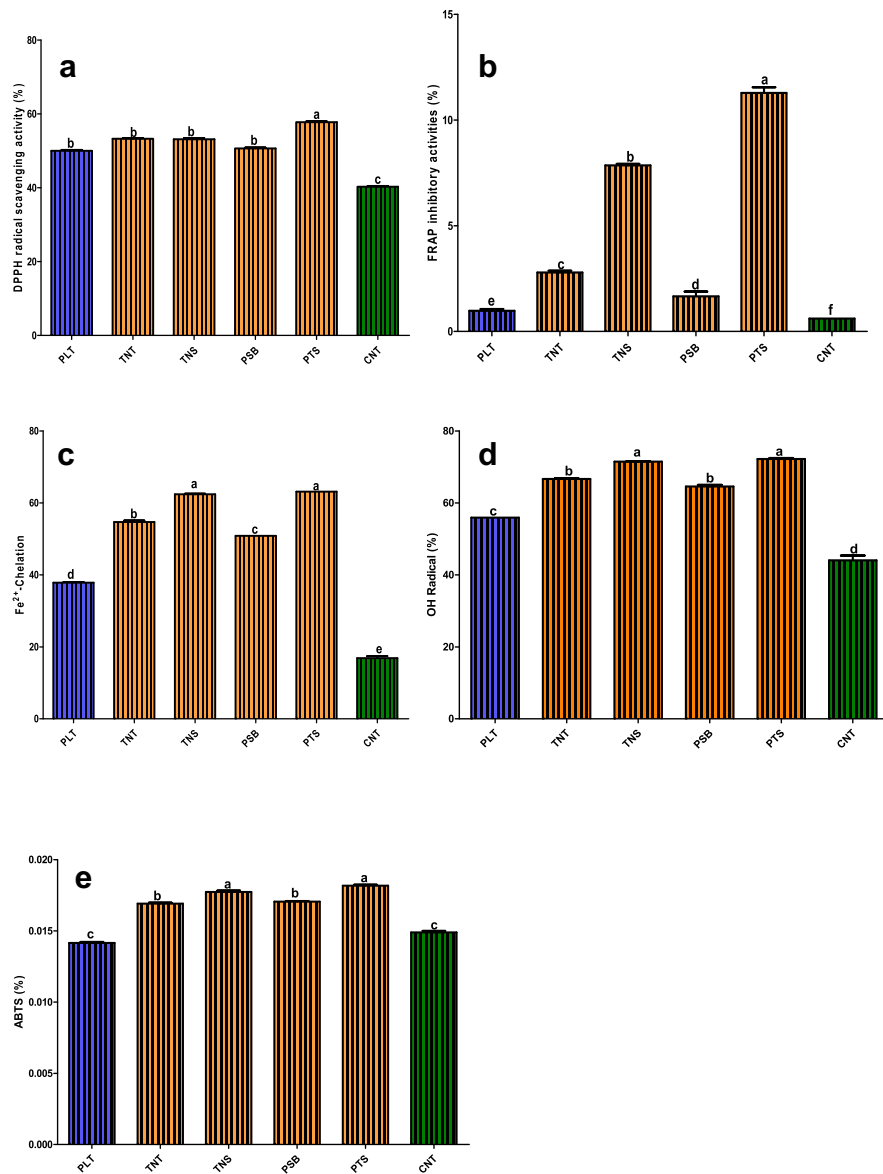 a
DPPH radical scavenging activity (%)
80
60
40
20
0
b
b
b
b
a
c
PLT
TNT
TNS
PSB
PTS
CNT
b
FRAP inhibitory activities (%)
15
10
5
0
e
c
b
d
a
f
PLT
TNT
TNS
PSB
PTS
CNT
c
Fe²⁺-Chelation
80
60
40
20
0
d
b
a
c
a
e
PLT
TNT
TNS
PSB
PTS
CNT
d
OH Radical (%)
80
60
40
20
0
c
b
a
b
a
d
PLT
TNT
TNS
PSB
PTS
CNT
e
ABTS (%)
0.020
0.015
0.010
0.005
0.000
c
b
a
b
a
c
PLT
TNT
TNS
PSB
PTS
CNT